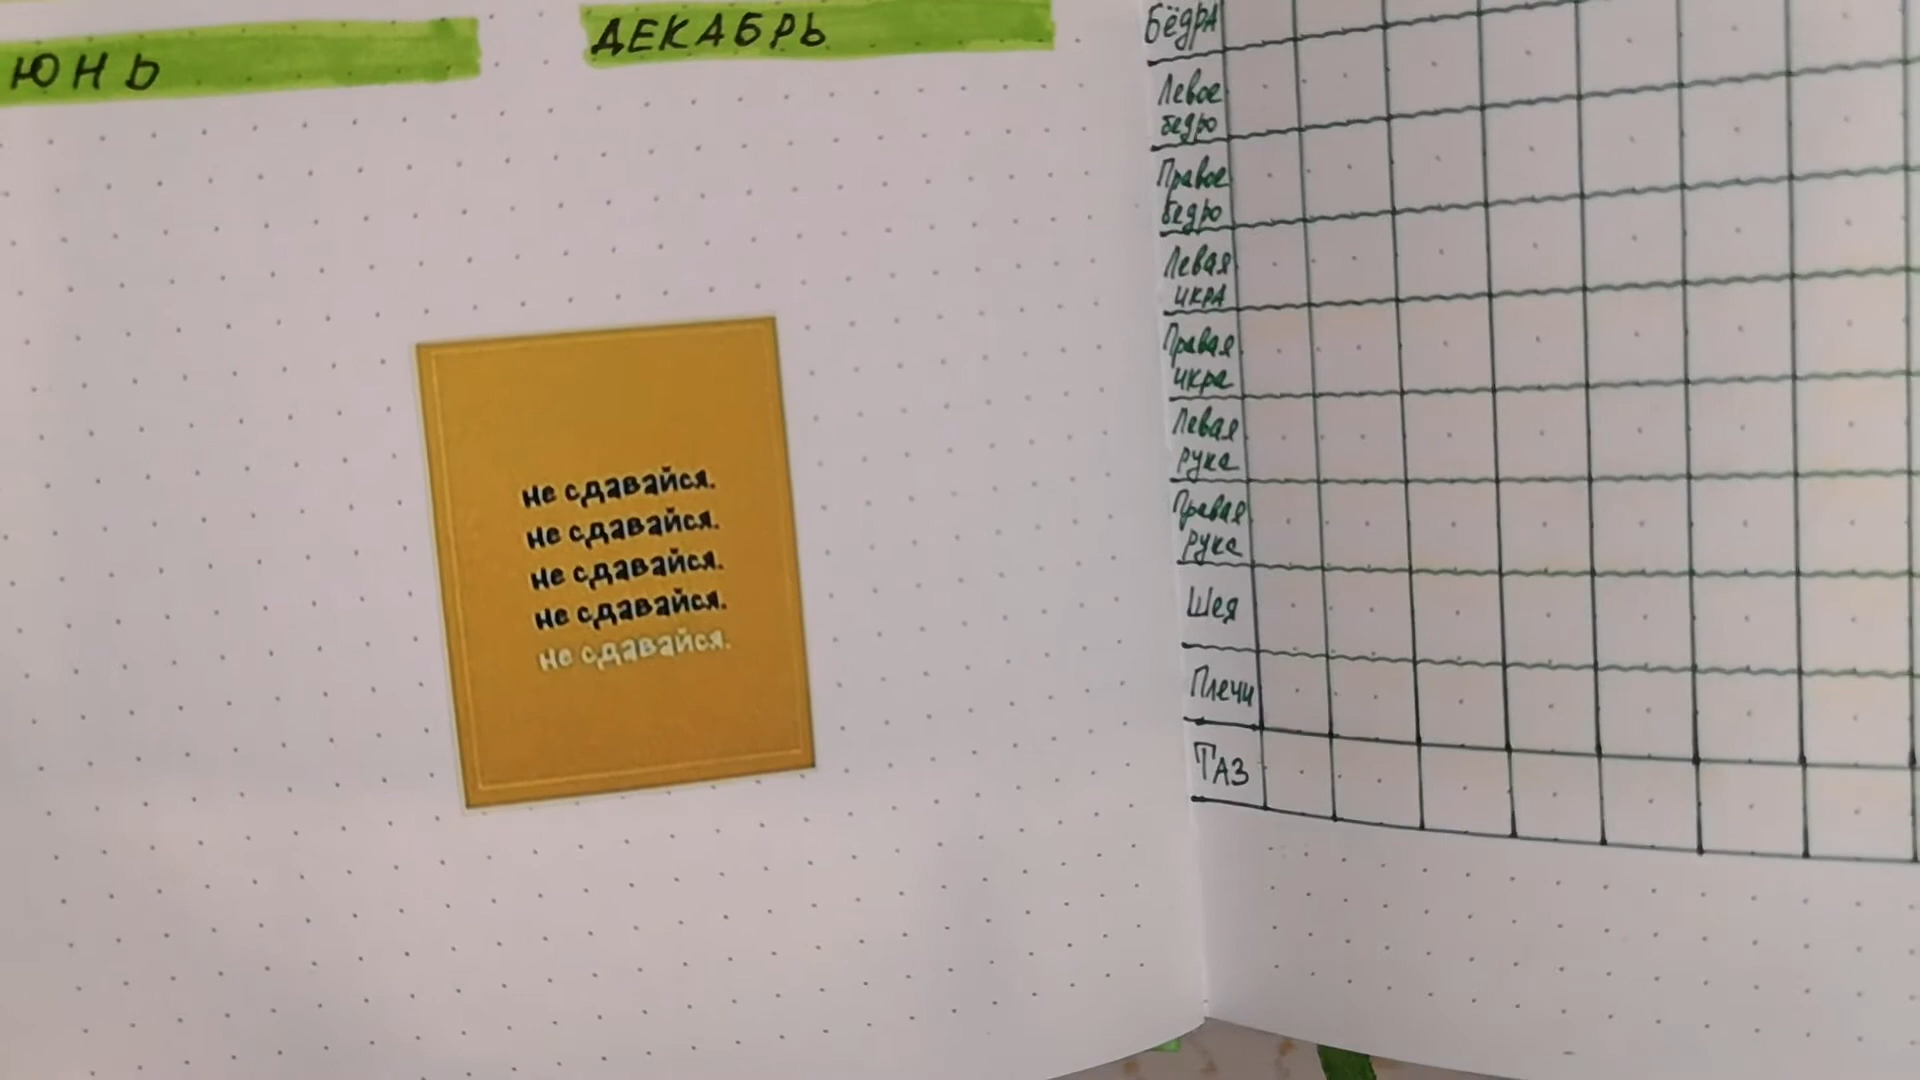 ЮНЬ
ДЕКАБРЬ
не сдавайся.
не сдавайся.
не сдавайся.
не сдавайся.
не сдавайся.
БЁДРА
Левое
бедро
Правое
бедро
Левая
икра
Правая
икра
Левая
рука
Правая
рука
Шея
Плечи
ТАЗ